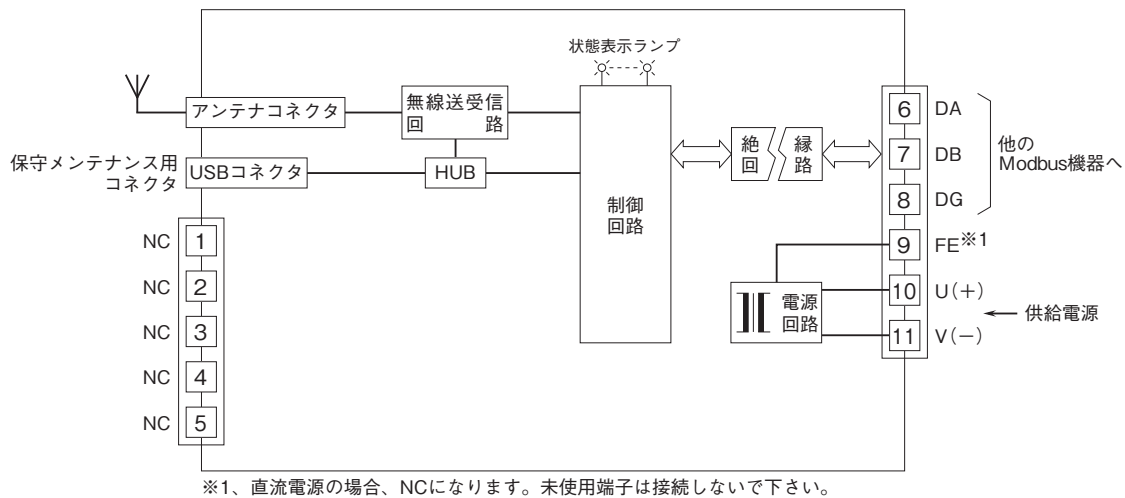 状態表示ランプ
アンテナコネクタ
無線送受信
回 路
保守メンテナンス用
コネクタ
USBコネクタ
HUB
制御
回路
絶 縁
回 路
6 DA
7 DB
8 DG
他の
Modbus機器へ
9 FE※1
10 U(+)
11 V(−)
供給電源
電源
回路
NC 1
NC 2
NC 3
NC 4
NC 5
※1、直流電源の場合、NCになります。未使用端子は接続しないで下さい。